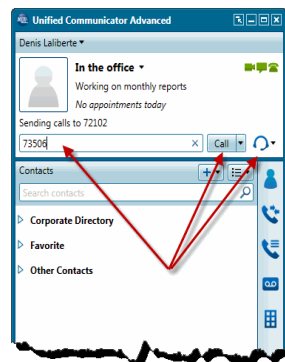 Unified Communicator Advanced
Denis Laliberte
In the office
Working on monthly reports
No appointments today
Sending calls to 72102
73506 Call
Contacts
Search contacts
Corporate Directory
Favorite
Other Contacts